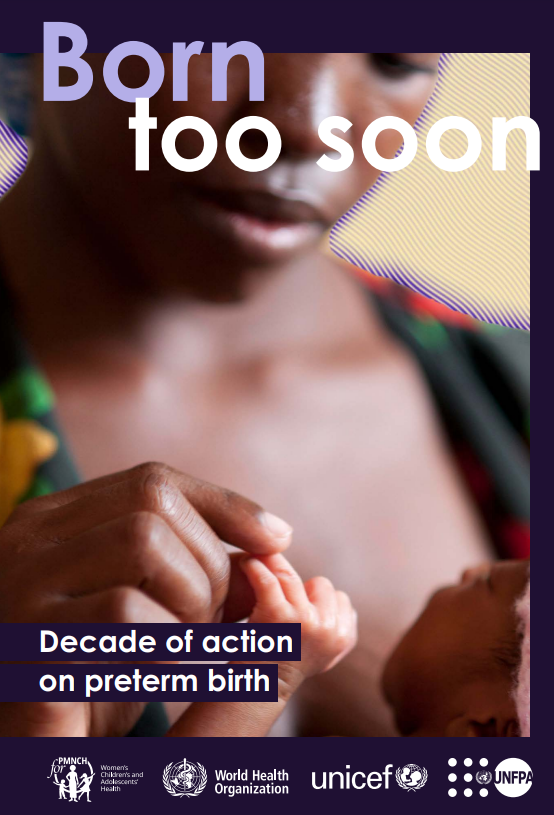 Born
too soon
Decade of action
on preterm birth
for PMNCH
Women's
Children's and
Adolescents'
Health
World Health
Organization
unicef
UNFPA